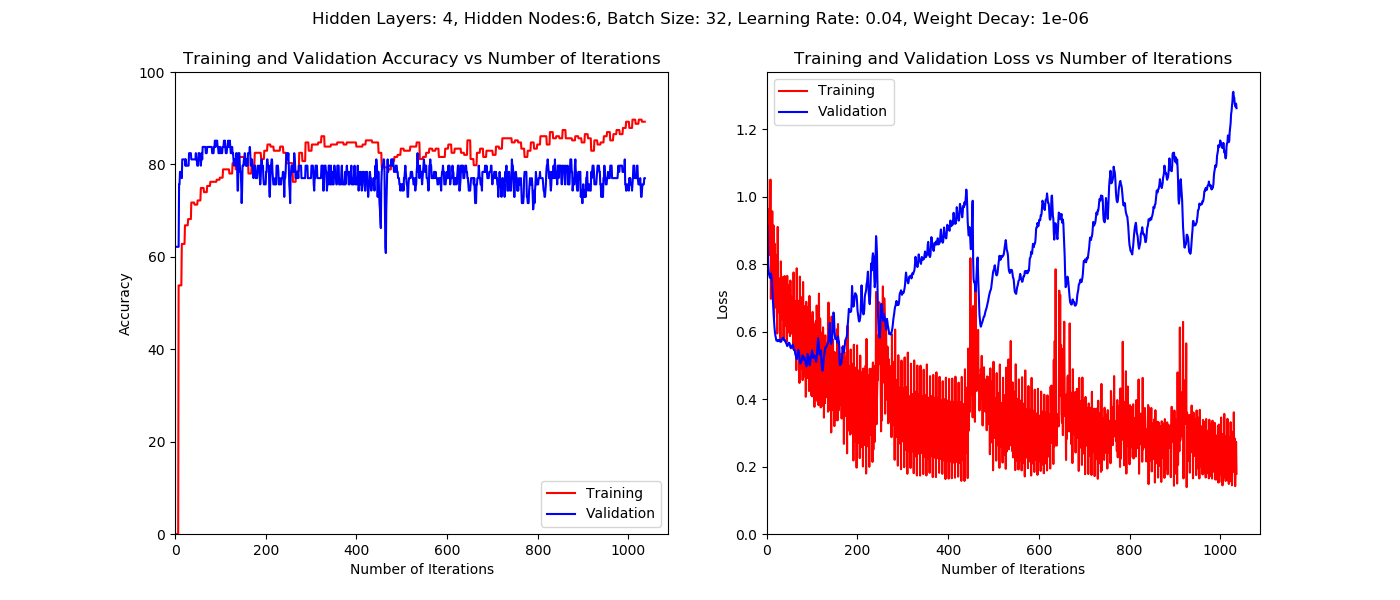 Hidden Layers: 4, Hidden Nodes:6, Batch Size: 32, Learning Rate: 0.04, Weight Decay: 1e-06
Training and Validation Accuracy vs Number of Iterations
100
80
60
40
20
0
Accuracy
0 200 400 600 800 1000
Number of Iterations
Training
Validation
Training and Validation Loss vs Number of Iterations
Training
Validation
1.2
1.0
0.8
0.6
0.4
0.2
0.0
Loss
0 200 400 600 800 1000
Number of Iterations